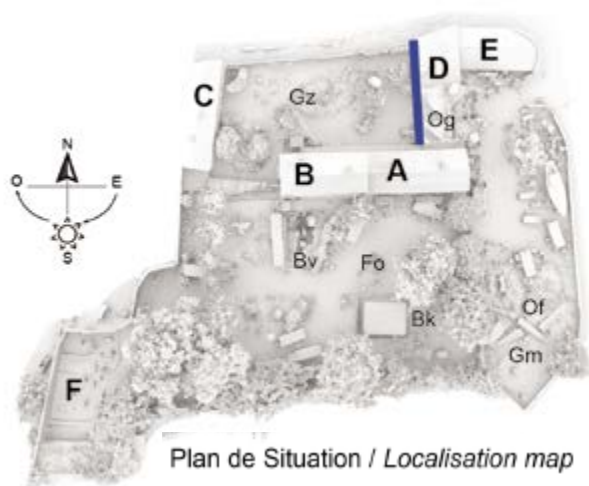 D E
C
Gz
Og
N
B A
O E
S
Bv Fo
Bk
Of
Gm
F
Plan de Situation / Localisation map